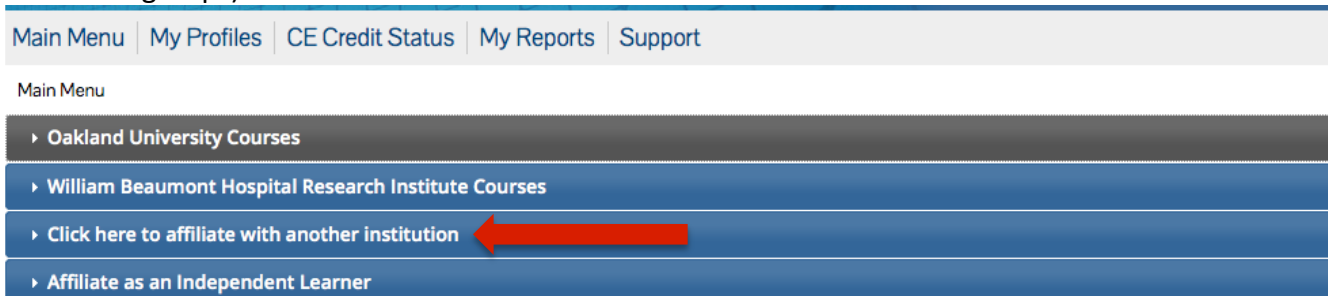 Main Menu My Profiles CE Credit Status My Reports Support
Main Menu
Oakland University Courses
William Beaumont Hospital Research Institute Courses
Click here to affiliate with another institution
Affiliate as an Independent Learner